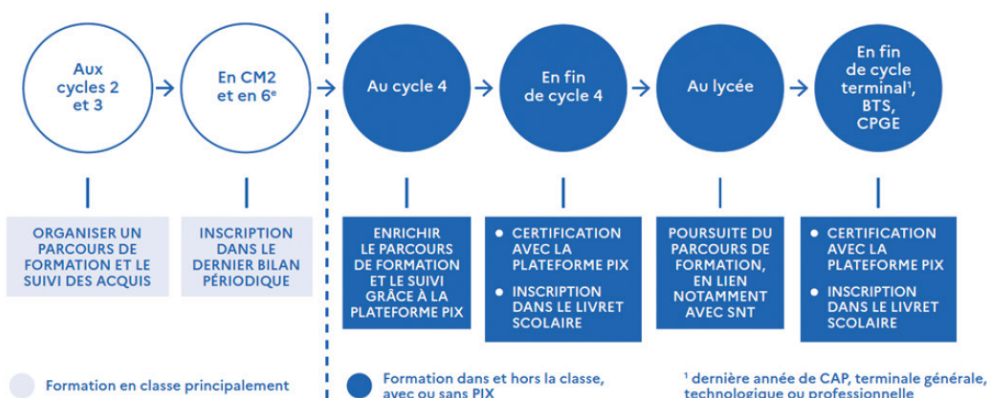 Aux
cycles 2
et 3
En CM2
et en 6e
Au cycle 4
En fin
de cycle 4
Au lycée
En fin
de cycle
terminal¹,
BTS,
CPGE
ORGANISER UN
PARCOURS DE
FORMATION ET LE
SUIVI DES ACQUIS
INSCRIPTION
DANS LE
DERNIER BILAN
PÉRIODIQUE
ENRICHIR
LE PARCOURS
DE FORMATION
ET LE SUIVI
GRÂCE À LA
PLATEFORME PIX
• CERTIFICATION
AVEC LA
PLATEFORME PIX
• INSCRIPTION
DANS LE LIVRET
SCOLAIRE
POURSUITE DU
PARCOURS DE
FORMATION,
EN LIEN
NOTAMMENT
AVEC SNT
• CERTIFICATION
AVEC LA
PLATEFORME PIX
• INSCRIPTION
DANS LE LIVRET
SCOLAIRE
Formation en classe principalement
Formation dans et hors la classe,
avec ou sans PIX
¹ dernière année de CAP, terminale générale,
technologique ou professionnelle